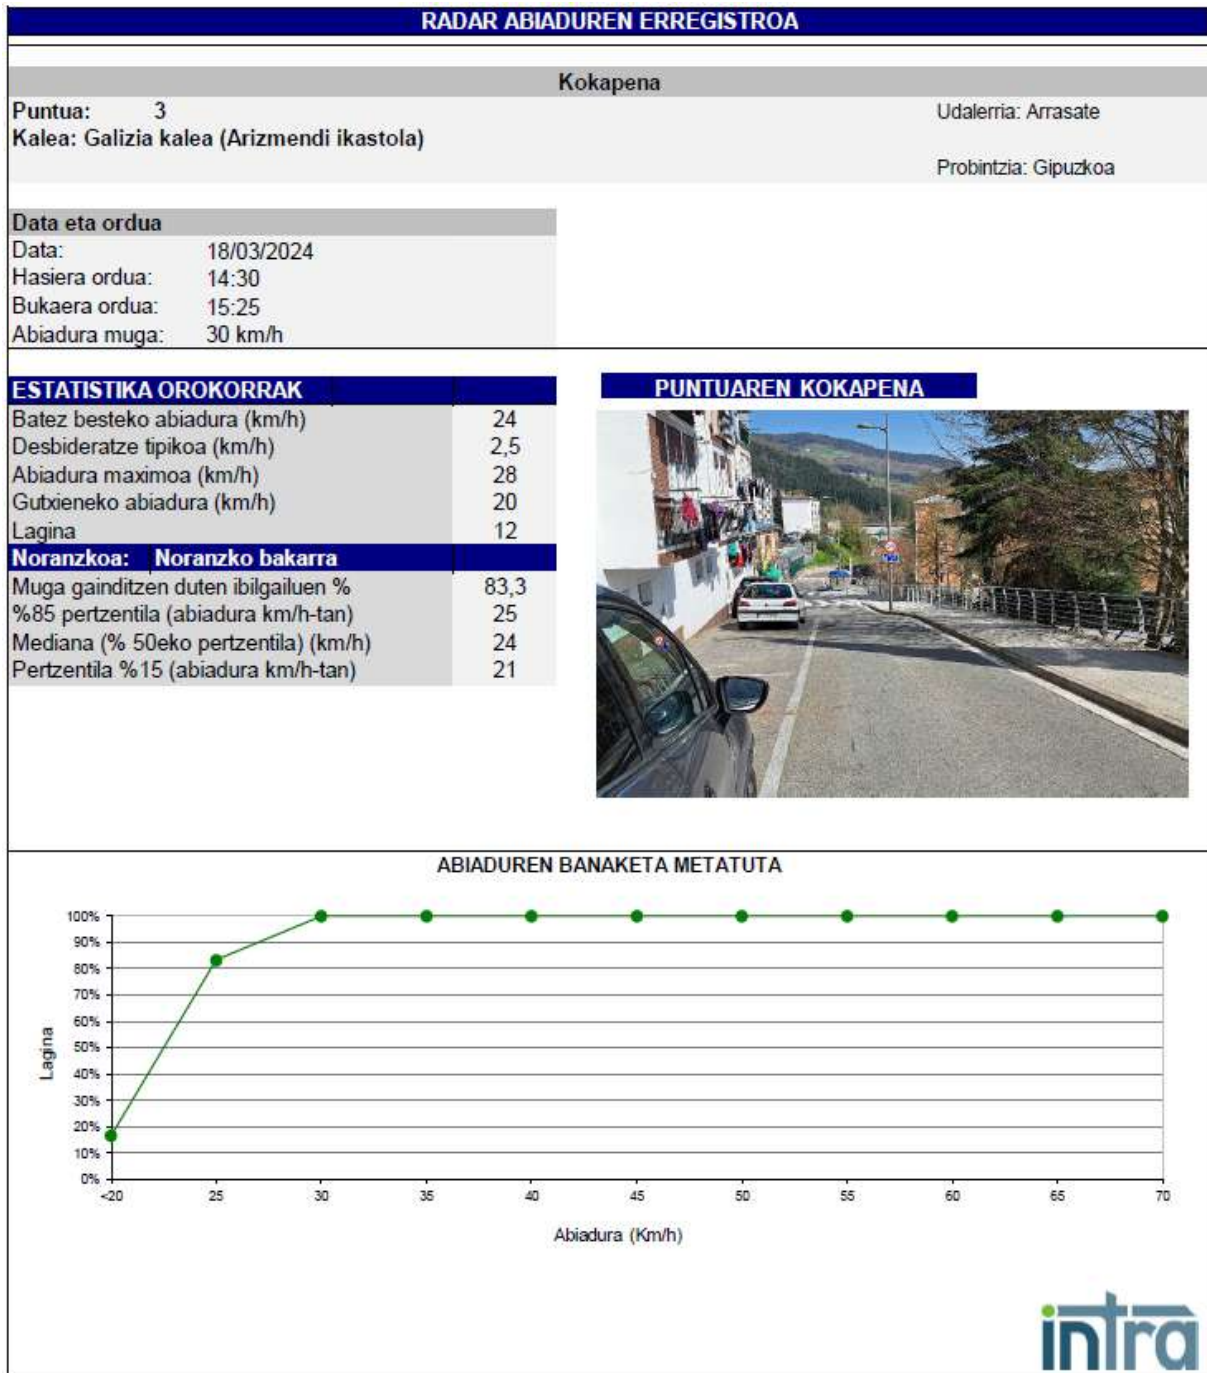 RADAR ABIADUREN ERREGISTROA
Kokapena
Puntua: 3
Udalerria: Arrasate
Kalea: Galizia kalea (Arizmendi ikastola)
Probintzia: Gipuzkoa
Data eta ordua
Data: 18/03/2024
Hasiera ordua: 14:30
Bukaera ordua: 15:25
Abiadura muga: 30 km/h
ESTATISTIKA OROKORRAK
Batez besteko abiadura (km/h) 24
Desbideratze tipikoa (km/h) 2,5
Abiadura maximoa (km/h) 28
Gutxieneko abiadura (km/h) 20
Lagina 12
Noranzkoa: Noranzko bakarra
Muga gainditzen duten ibilgailuen % 83,3
%85 pertzentila (abiadura km/h-tan) 25
Mediana (% 50eko pertzentila) (km/h) 24
Pertzentila %15 (abiadura km/h-tan) 21
PUNTUAREN KOKAPENA
ABIADUREN BANAKETA METATUTA
100%
90%
80%
70%
60%
50%
40%
30%
20%
10%
0%
Lagina
<20 25 30 35 40 45 50 55 60 65 70
Abiadura (Km/h)
intra